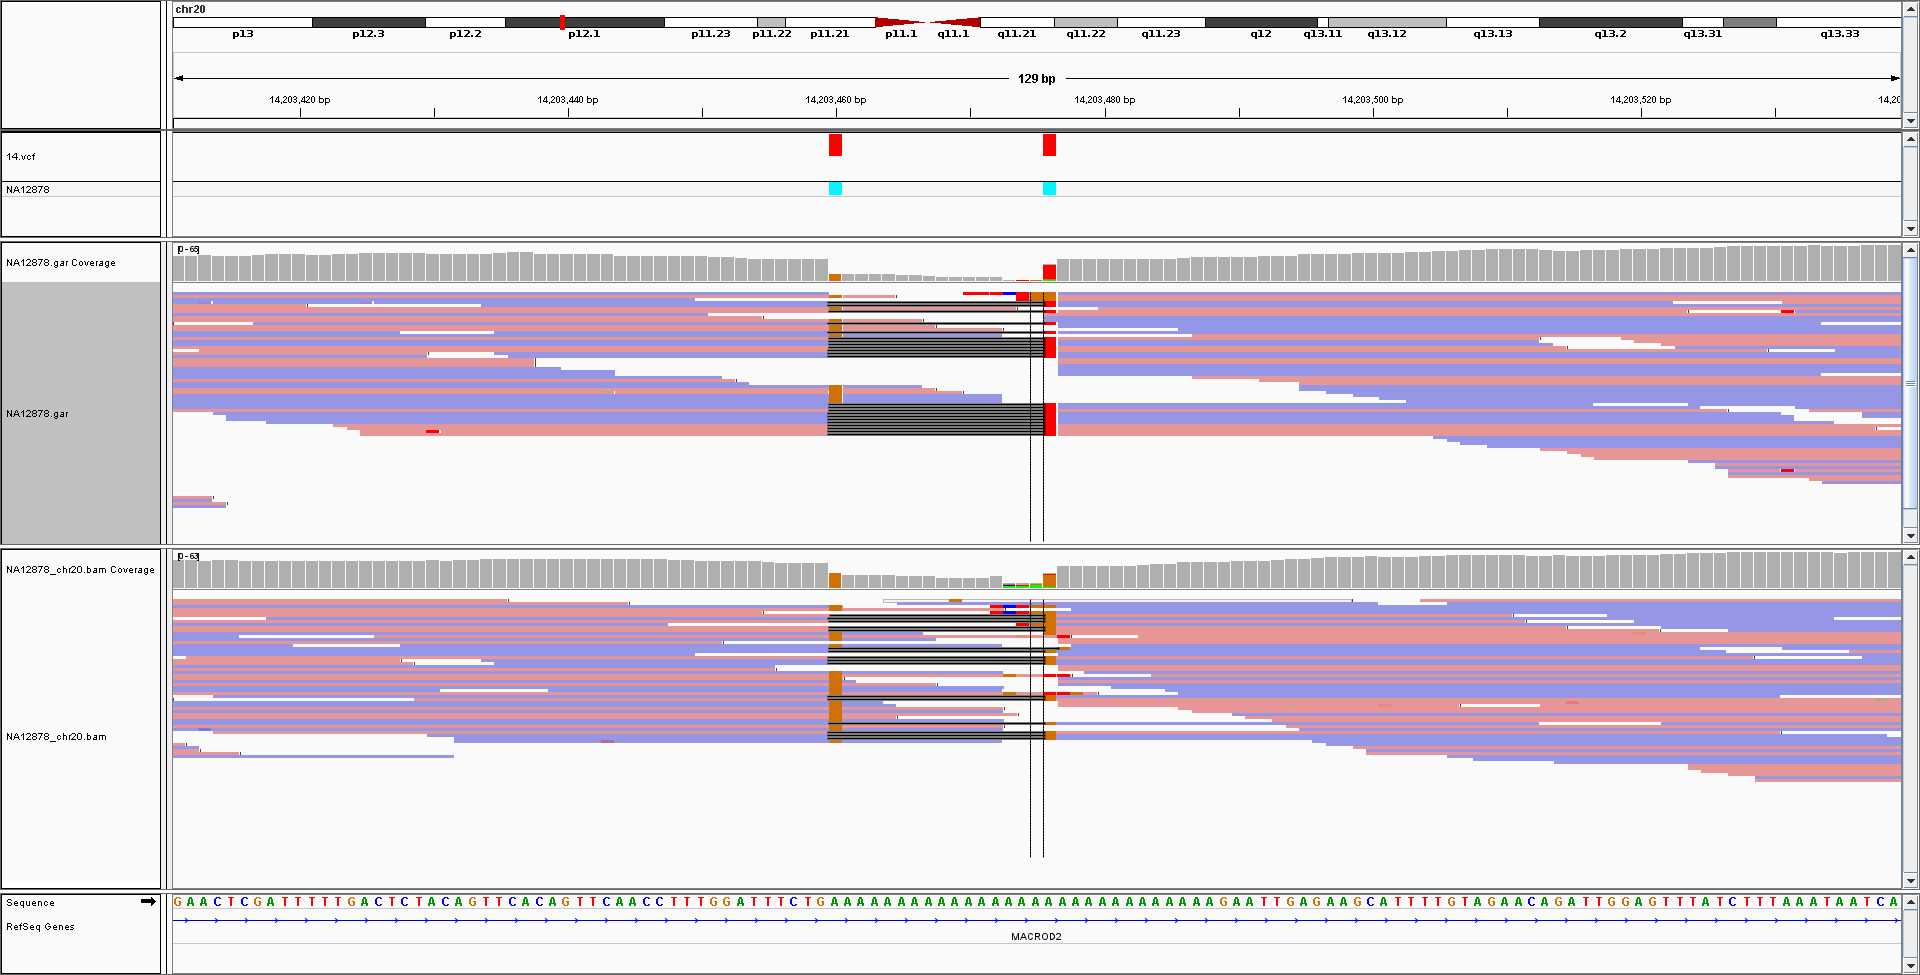 chr20
p13 p12.3 p12.2 p12.1 p11.23 p11.22 p11.21 p11.1 q11.1 q11.21 q11.22 q11.23 q12 q13.11 q13.12 q13.13 q13.2 q13.31 q13.33
129 bp
14,203,420 bp 14,203,440 bp 14,203,460 bp 14,203,480 bp 14,203,500 bp 14,203,520 bp 14,20
14.vcf
NA12878
[0-65]
NA12878.gar Coverage
NA12878.gar
[0-63]
NA12878_chr20.bam Coverage
NA12878_chr20.bam
Sequence G A A C T C G A T T T T T G A C T C T A C A G T T C A C A G T T C A A C C T T T G G A T T T C T G A A A A A A A A A A A A A A A A A A A A A A A A A A A A A G A A T T G A G A A G C A T T T T G T A G A A C A G A T T G G A G T T T A T C T T T A A A T A A T C A
RefSeq Genes
MACROD2